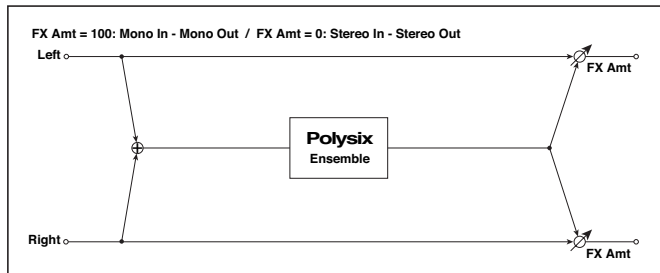 FX Amt = 100: Mono In - Mono Out / FX Amt = 0: Stereo In - Stereo Out
Left
FX Amt
Polysix
Ensemble
Right
FX Amt